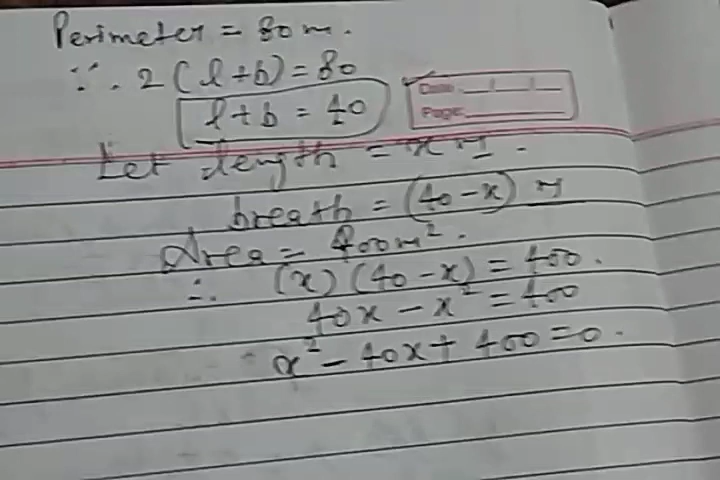 Perimeter = 80 m.
∵. 2 (l+b) = 80
l + b = 40
Date
Page
Let length = x m.
breath = (40 - x) m
Area = 400 m².
∴ (x) (40 - x) = 400.
40x - x² = 400
x² - 40x + 400 = 0.